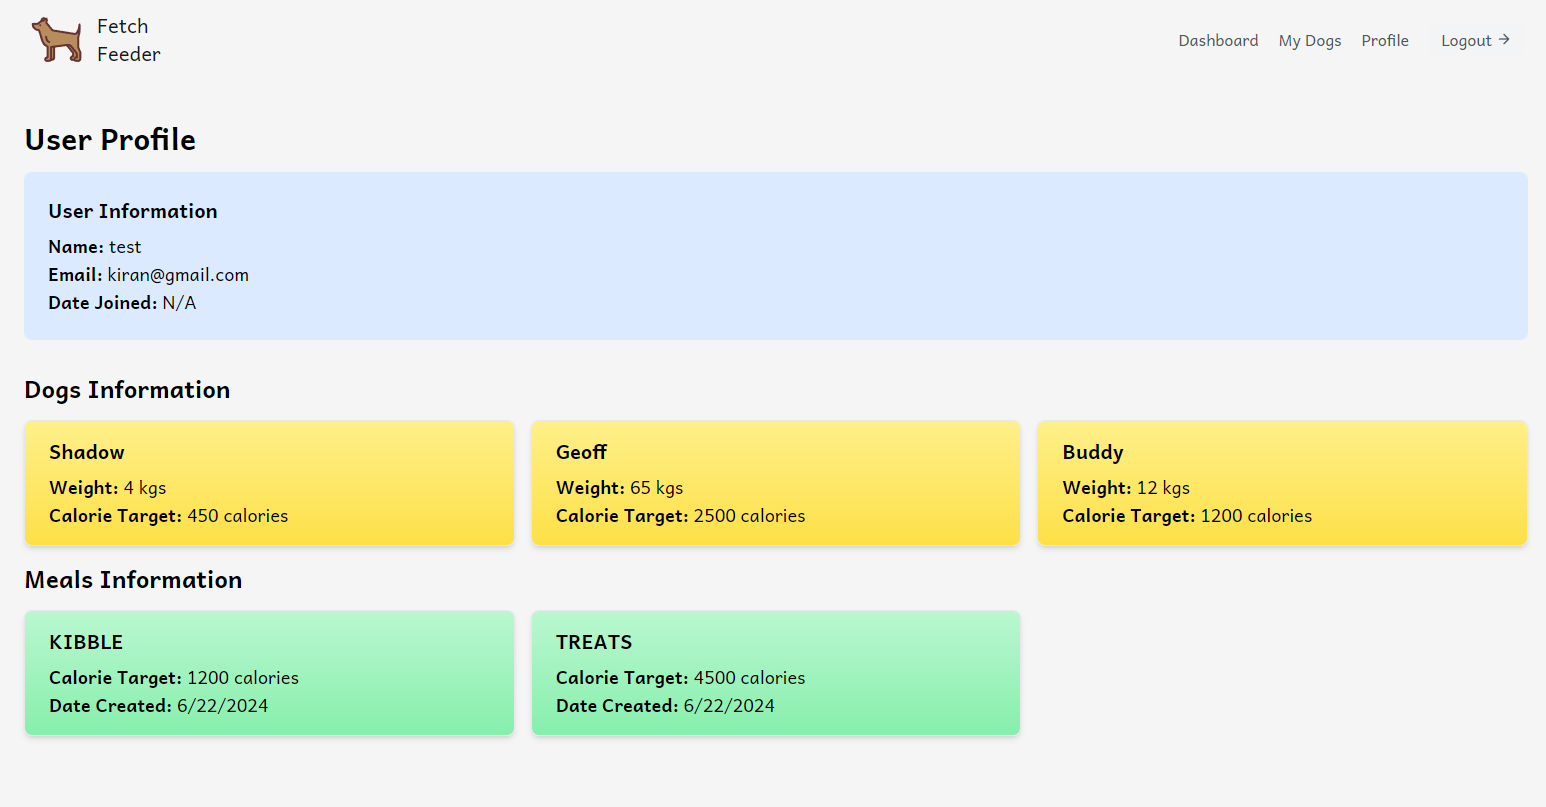 Fetch
Feeder
Dashboard My Dogs Profile Logout →
User Profile
User Information
Name: test
Email: kiran@gmail.com
Date Joined: N/A
Dogs Information
Shadow
Weight: 4 kgs
Calorie Target: 450 calories
Geoff
Weight: 65 kgs
Calorie Target: 2500 calories
Buddy
Weight: 12 kgs
Calorie Target: 1200 calories
Meals Information
KIBBLE
Calorie Target: 1200 calories
Date Created: 6/22/2024
TREATS
Calorie Target: 4500 calories
Date Created: 6/22/2024